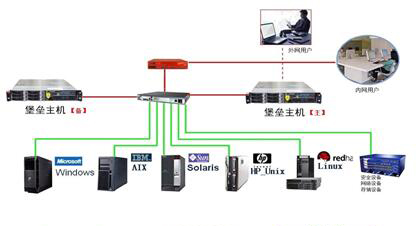 外网用户
内网用户
堡垒主机【备】
堡垒主机【主】
Microsoft
Windows
IBM
AIX
Sun
Solaris
hp
HP_Unix
redha
Linux
安全设备
网络设备
存储设备